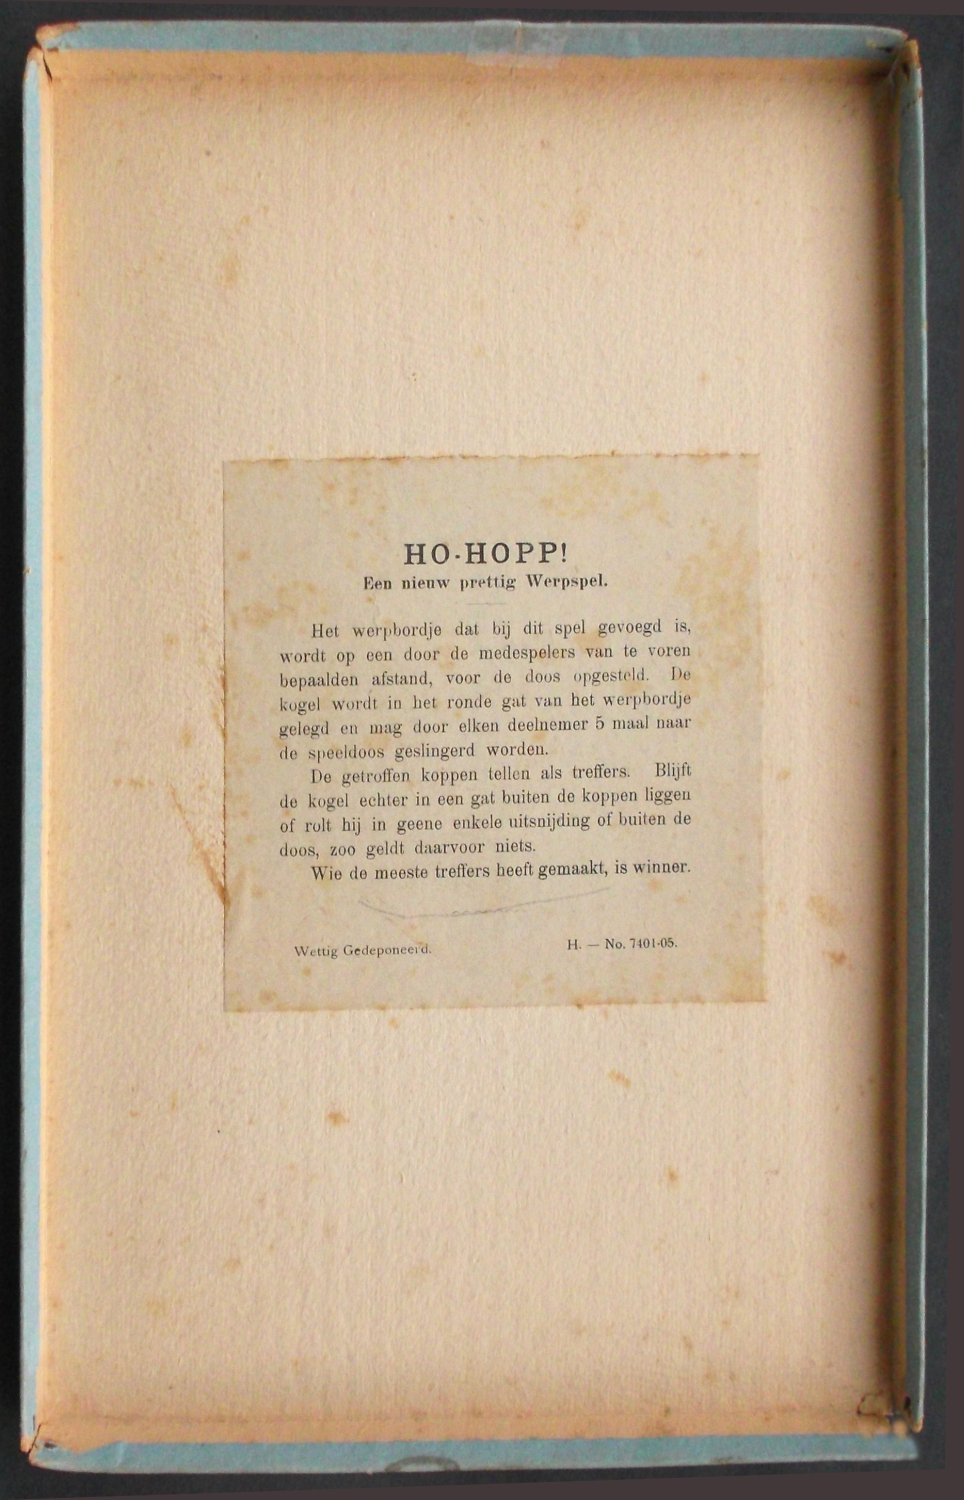 HO-HOPP!
Een nieuw prettig Werpspel.
Het werpbordje dat bij dit spel gevoegd is,
wordt op een door de medespelers van te voren
bepaalden afstand, voor de doos opgesteld. De
kogel wordt in het ronde gat van het werpbordje
gelegd en mag door elken deelnemer 5 maal naar
de speeldoos geslingerd worden.
De getroffen koppen tellen als treffers. Blijft
de kogel echter in een gat buiten de koppen liggen
of rolt hij in geene enkele uitsnijding of buiten de
doos, zoo geldt daarvoor niets.
Wie de meeste treffers heeft gemaakt, is winner.
Wettig Gedeponeerd.
H. — No. 7401-05.